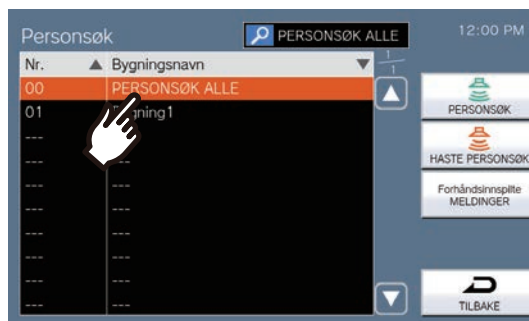 Personsøk
PERSONSØK ALLE
12:00 PM
Nr. ▲ Bygningsnavn ▼
1/1
00 PERSONSØK ALLE
01 Bygning1
--- ---
--- ---
--- ---
--- ---
--- ---
--- ---
--- ---
PERSONSØK
HASTE PERSONSØK
Forhåndsinnspilte
MELDINGER
TILBAKE